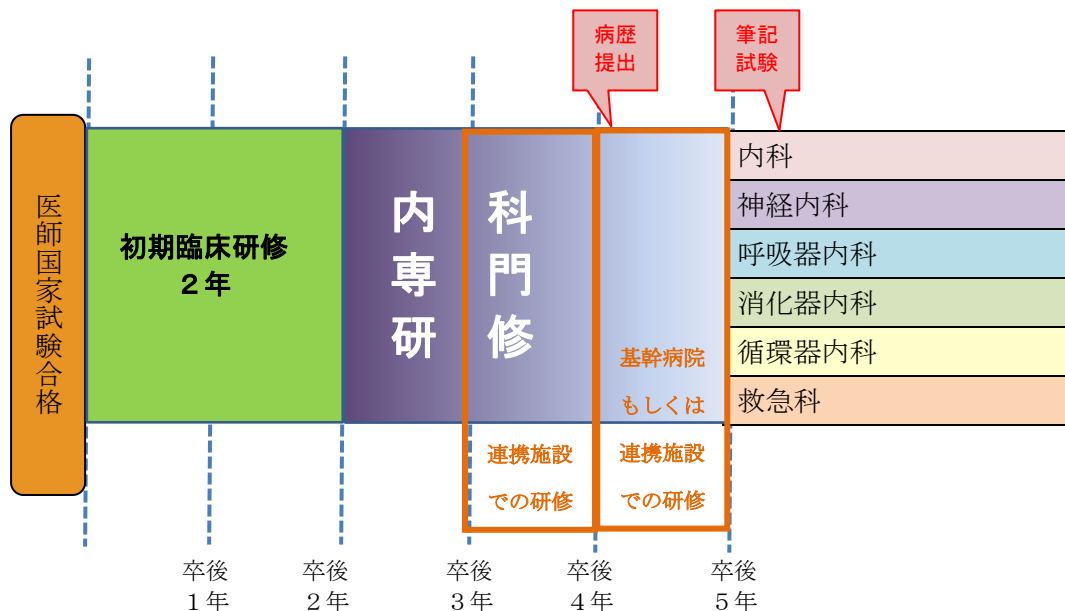 病歴
提出
筆記
試験
医師国家試験合格
初期臨床研修
２年
内科
専門
研修
基幹病院
もしくは
連携施設
での研修
連携施設
での研修
内科
神経内科
呼吸器内科
消化器内科
循環器内科
救急科
卒後
１年
卒後
２年
卒後
３年
卒後
４年
卒後
５年